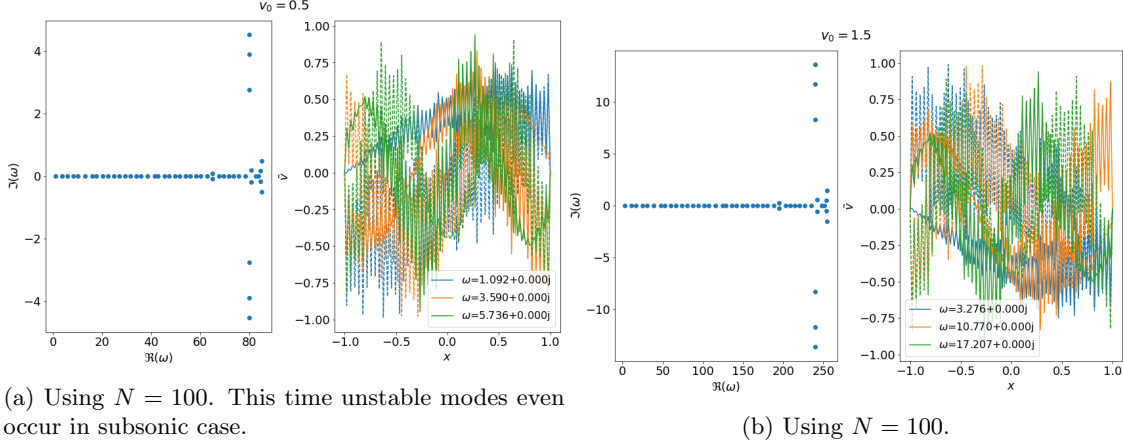 v₀ = 0.5
4
2
0
−2
−4
ℑ(ω)
0
20
40
60
80
ℜ(ω)
1.00
0.75
0.50
0.25
0.00
−0.25
−0.50
−0.75
−1.00
ṽ
ω=1.092+0.000j
ω=3.590+0.000j
ω=5.736+0.000j
−1.0
−0.5
0.0
0.5
1.0
x
(a) Using N = 100. This time unstable modes even
occur in subsonic case.
v₀ = 1.5
10
5
0
−5
−10
ℑ(ω)
0
50
100
150
200
250
ℜ(ω)
1.00
0.75
0.50
0.25
0.00
−0.25
−0.50
−0.75
−1.00
ṽ
ω=3.276+0.000j
ω=10.770+0.000j
ω=17.207+0.000j
−1.0
−0.5
0.0
0.5
1.0
x
(b) Using N = 100.